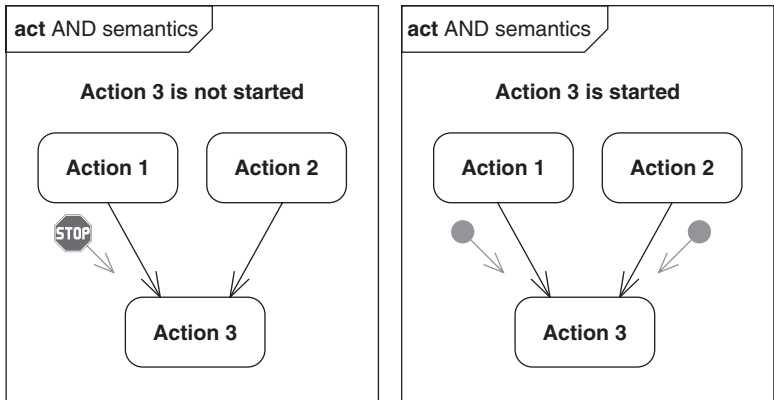 act AND semantics
Action 3 is not started
Action 1
Action 2
STOP
Action 3
act AND semantics
Action 3 is started
Action 1
Action 2
Action 3